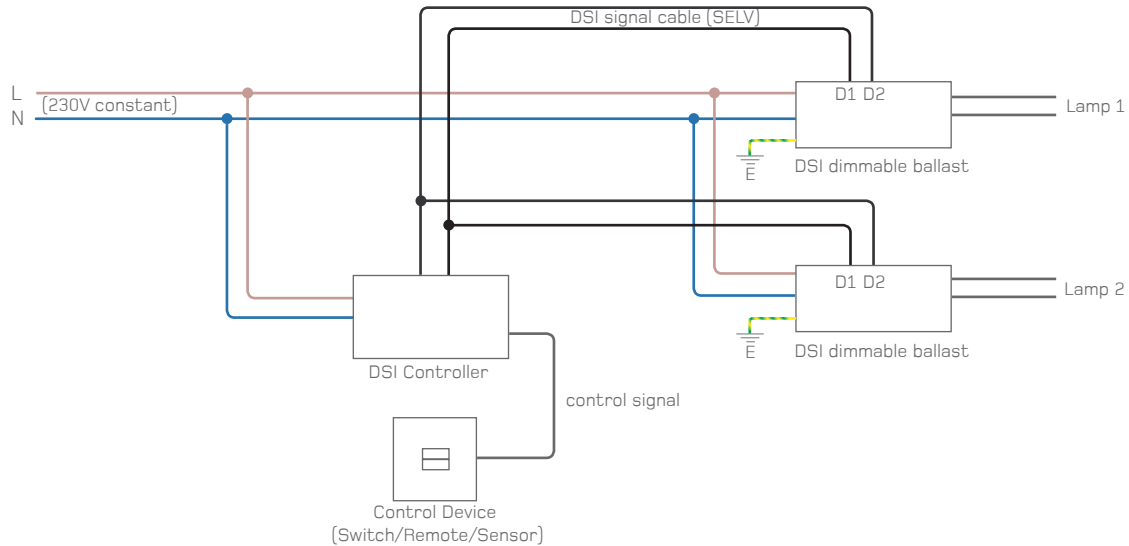 DSI signal cable (SELV)
L
(230V constant)
N
D1 D2
Lamp 1
E
DSI dimmable ballast
D1 D2
Lamp 2
E
DSI dimmable ballast
DSI Controller
control signal
Control Device
(Switch/Remote/Sensor)